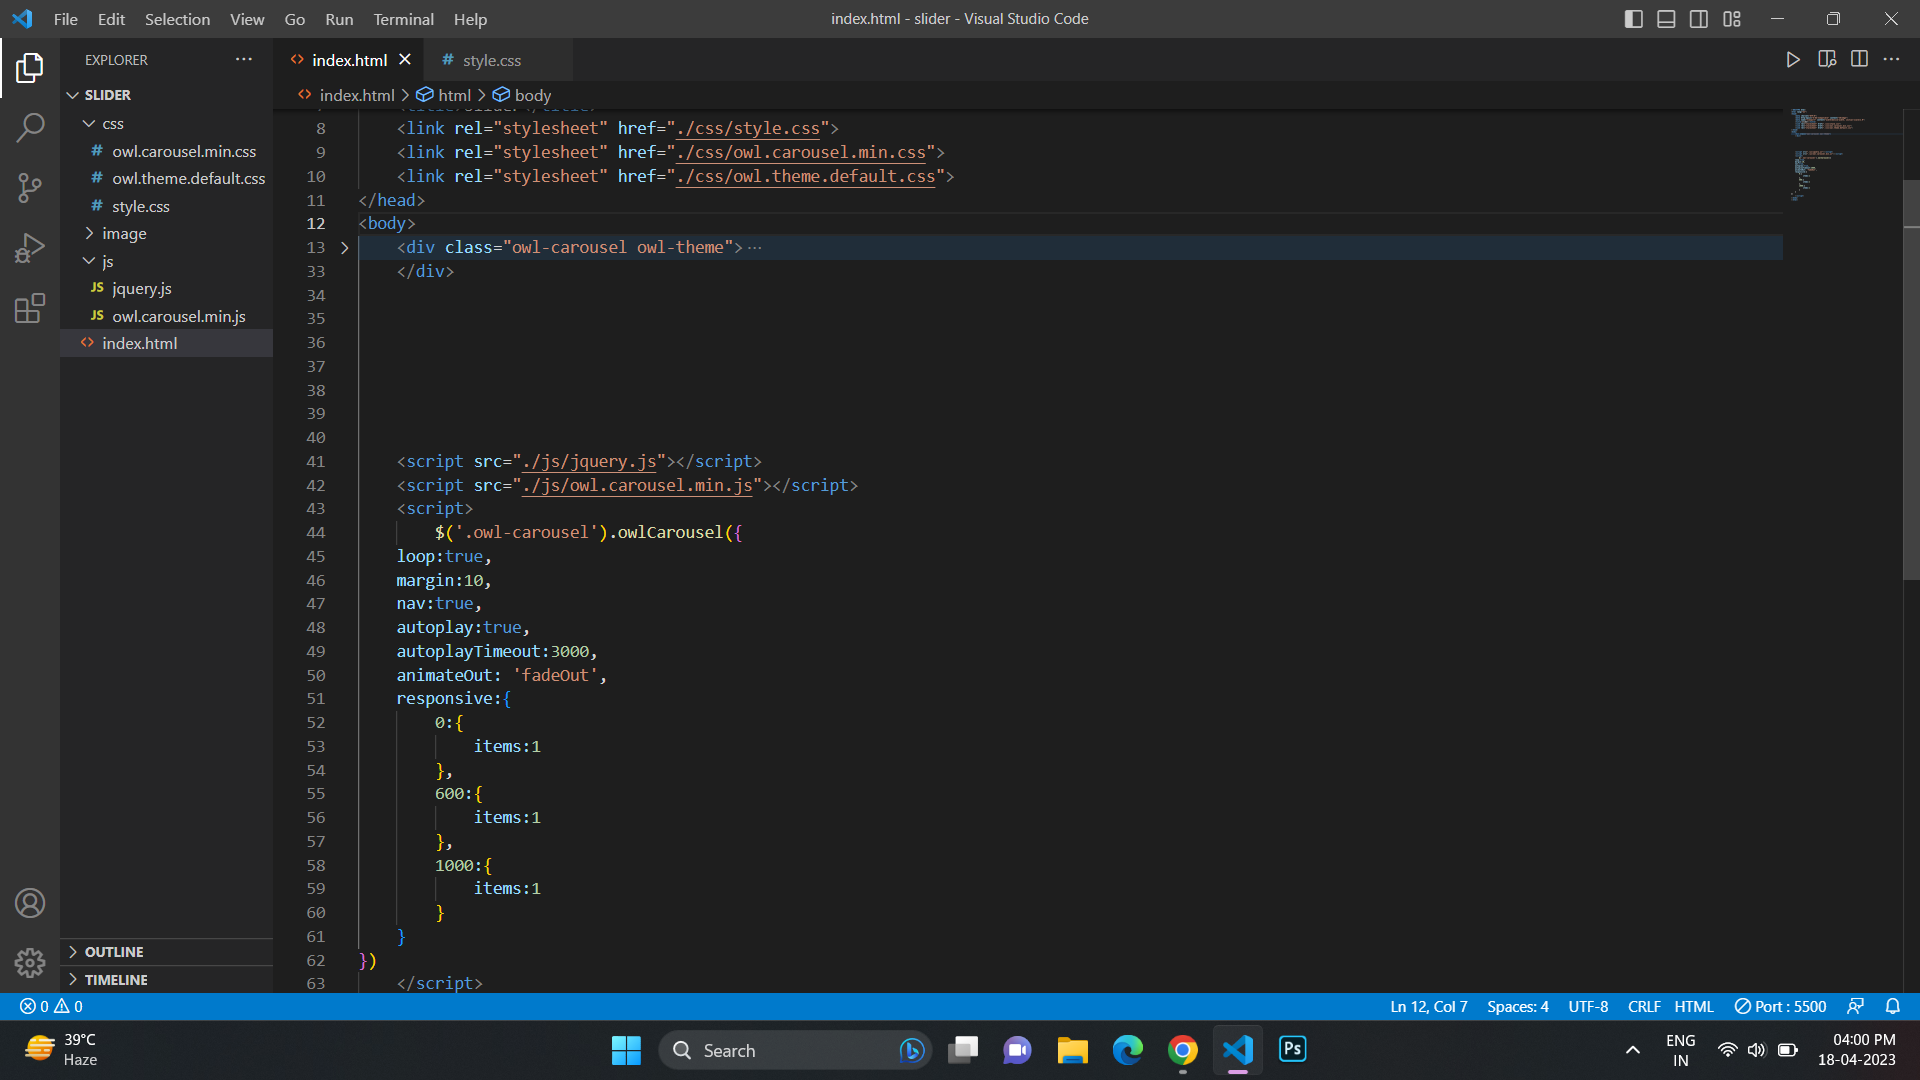 File Edit Selection View Go Run Terminal Help
index.html - slider - Visual Studio Code
EXPLORER
SLIDER
css
owl.carousel.min.css
owl.theme.default.css
style.css
image
js
JS jquery.js
JS owl.carousel.min.js
index.html
OUTLINE
TIMELINE
index.html
# style.css
index.html > html > body
8 <link rel="stylesheet" href="./css/style.css">
9 <link rel="stylesheet" href="./css/owl.carousel.min.css">
10 <link rel="stylesheet" href="./css/owl.theme.default.css">
11 </head>
12 <body>
13 <div class="owl-carousel owl-theme"> ...
33 </div>
34
35
36
37
38
39
40
41 <script src="./js/jquery.js"></script>
42 <script src="./js/owl.carousel.min.js"></script>
43 <script>
44 $('.owl-carousel').owlCarousel({
45 loop:true,
46 margin:10,
47 nav:true,
48 autoplay:true,
49 autoplayTimeout:3000,
50 animateOut: 'fadeOut',
51 responsive:{
52 0:{
53 items:1
54 },
55 600:{
56 items:1
57 },
58 1000:{
59 items:1
60 }
61 }
62 })
63 </script>
0 0
Ln 12, Col 7 Spaces: 4 UTF-8 CRLF HTML Port : 5500
39°C
Haze
Search
Ps
ENG
IN
04:00 PM
18-04-2023